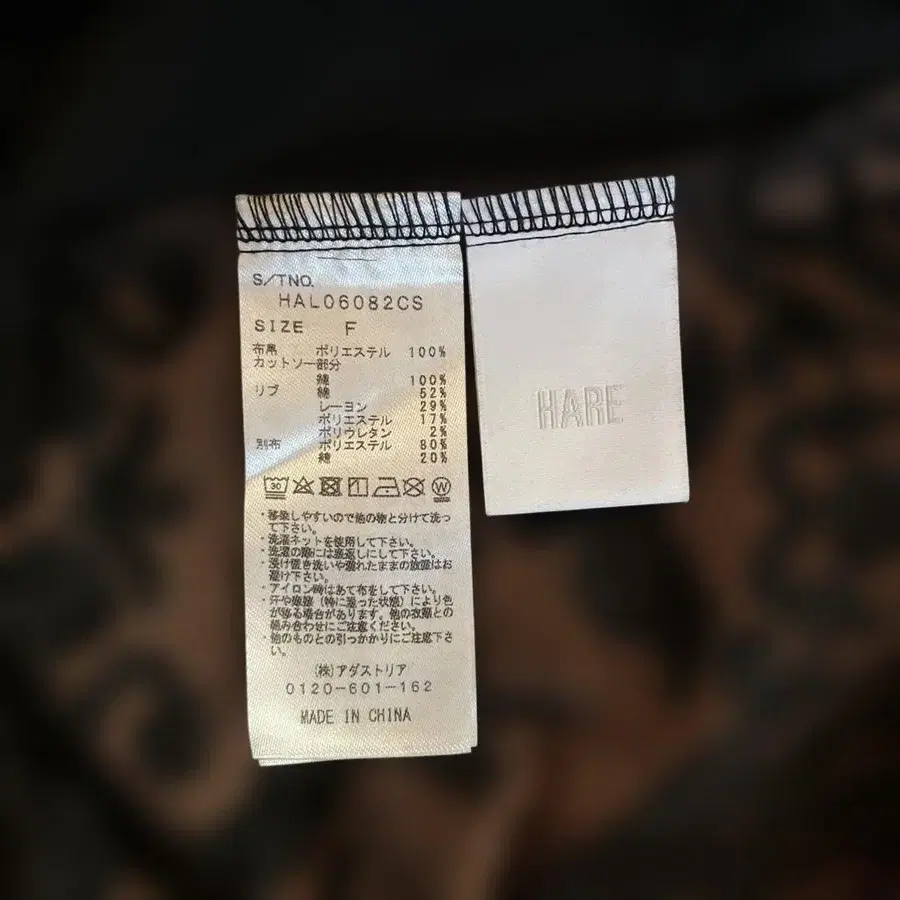 S/TNO.
HAL06082CS
SIZE F
布帛 ポリエステル 100%
カットソー部分
綿 100%
リブ 綿 52%
レーヨン 29%
ポリエステル 17%
ポリウレタン 2%
別布 ポリエステル 80%
綿 20%
30
W
・移染しやすいので他の物と分けて洗っ
て下さい。
・洗濯ネットを使用して下さい。
・洗濯の際には裏返しにして下さい。
・浸け置き洗いや濡れたままの放置はお
避け下さい。
・アイロン時はあて布をして下さい。
・汗や摩擦（特に湿った状態）により色
が移る場合があります。他の衣類との
組み合わせにご注意ください。
・他のものとの引っかかりにご注意下さ
い。
(株)アダストリア
0120-601-162
MADE IN CHINA
HARE